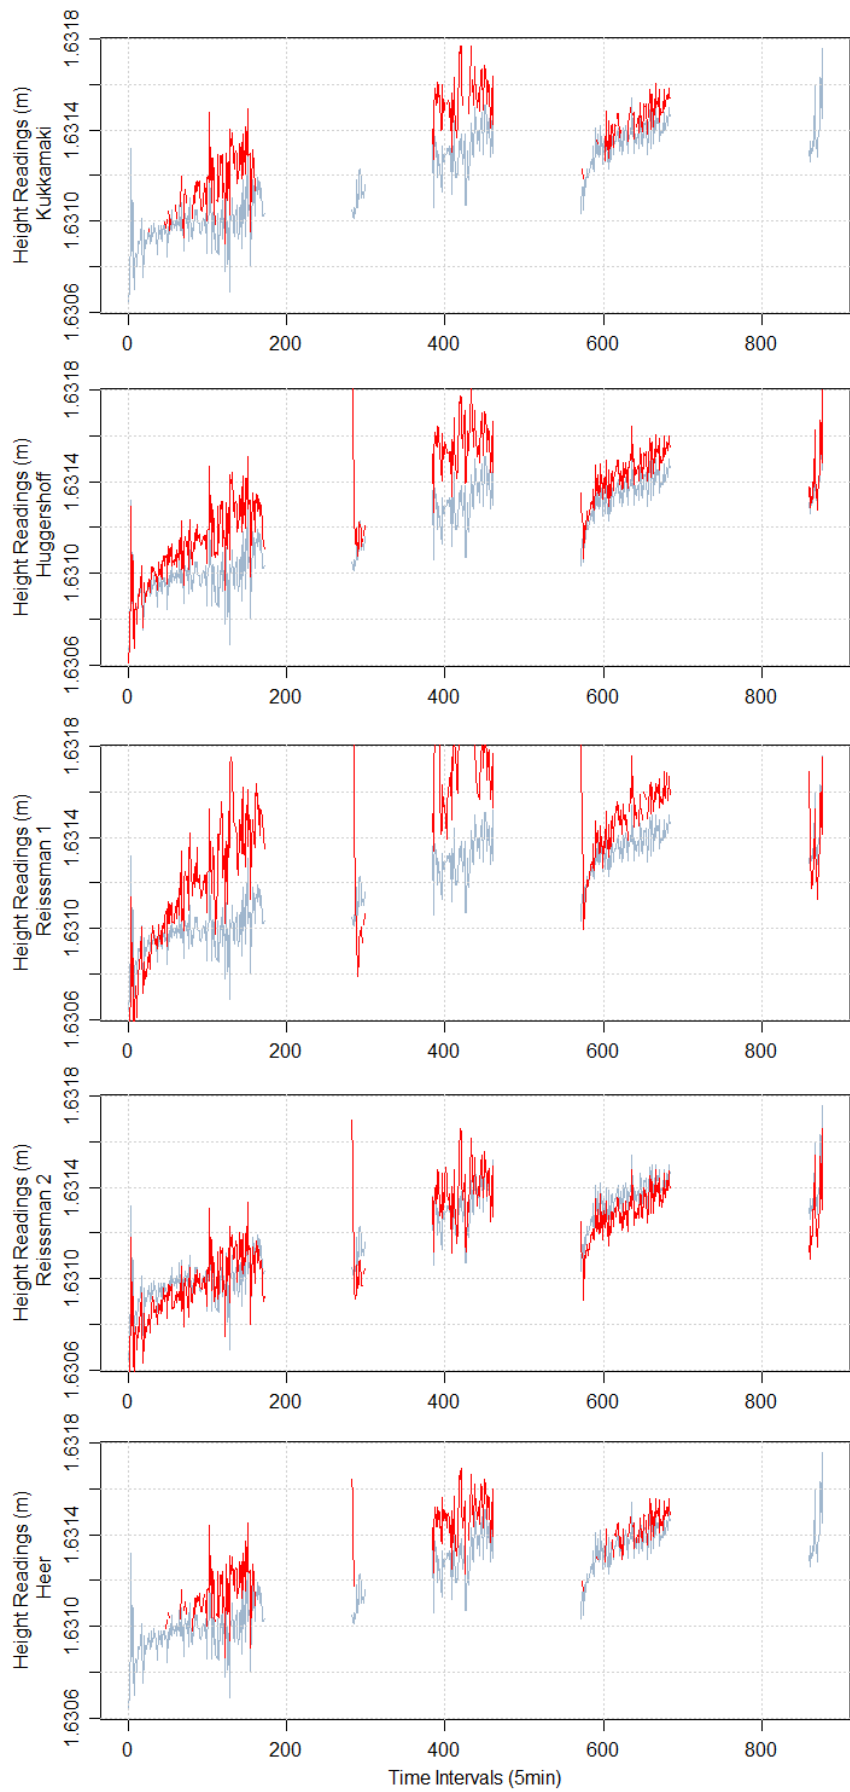 Height Readings (m)
Kukkamaki
1.6306 1.6310 1.6314 1.6318
0 200 400 600 800
Height Readings (m)
Huggershoff
1.6306 1.6310 1.6314 1.6318
0 200 400 600 800
Height Readings (m)
Reisssman 1
1.6306 1.6310 1.6314 1.6318
0 200 400 600 800
Height Readings (m)
Reisssman 2
1.6306 1.6310 1.6314 1.6318
0 200 400 600 800
Height Readings (m)
Heer
1.6306 1.6310 1.6314 1.6318
0 200 400 600 800
Time Intervals (5min)